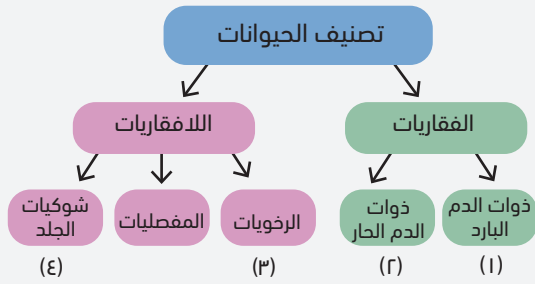 تصنيف الحيوانات
الفقاريات
اللافقاريات
ذوات الدم
البارد
ذوات
الدم الحار
الرخويات
المفصليات
شوكيات
الجلد
(١)
(٢)
(٣)
(٤)